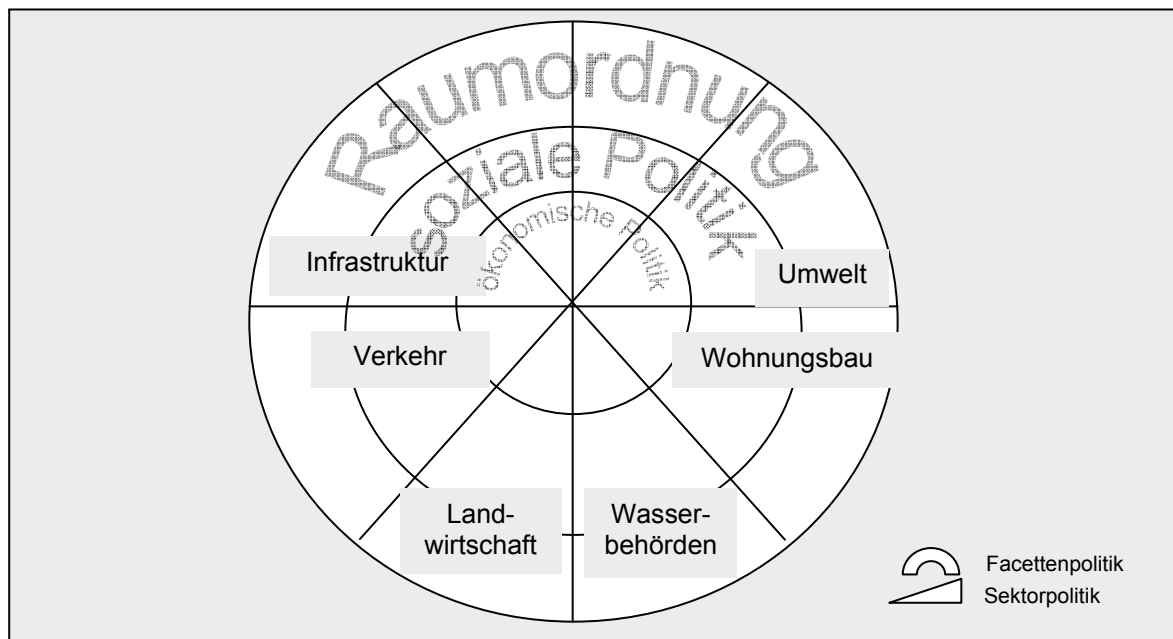 Raumordnung
soziale Politik
ökonomische Politik
Infrastruktur
Umwelt
Verkehr
Wohnungsbau
Land-
wirtschaft
Wasser-
behörden
Facettenpolitik
Sektorpolitik